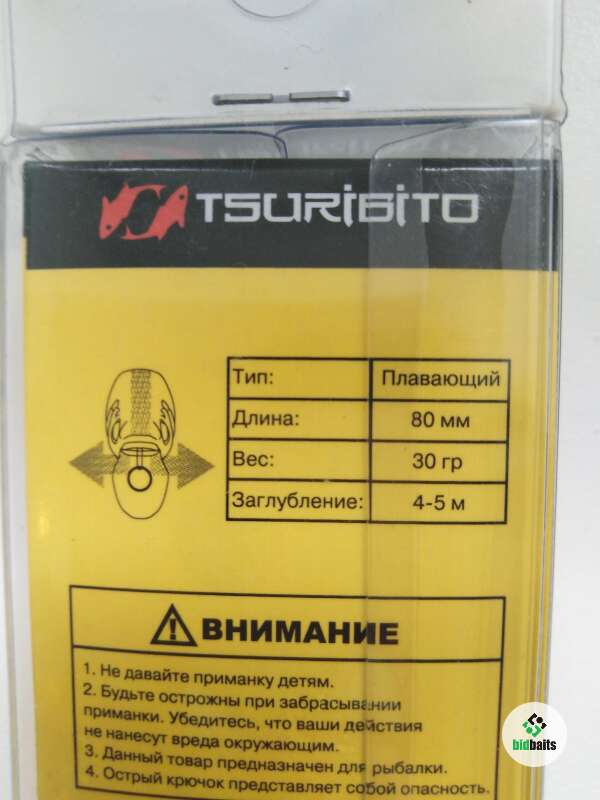 TSURIBITO
Тип: Плавающий
Длина: 80 мм
Вес: 30 гр
Заглубление: 4-5 м
ВНИМАНИЕ
1. Не давайте приманку детям.
2. Будьте острожны при забрасывании
приманки. Убедитесь, что ваши действия
не нанесут вреда окружающим.
3. Данный товар предназначен для рыбалки.
4. Острый крючок представляет собой опасность.
bidbaits